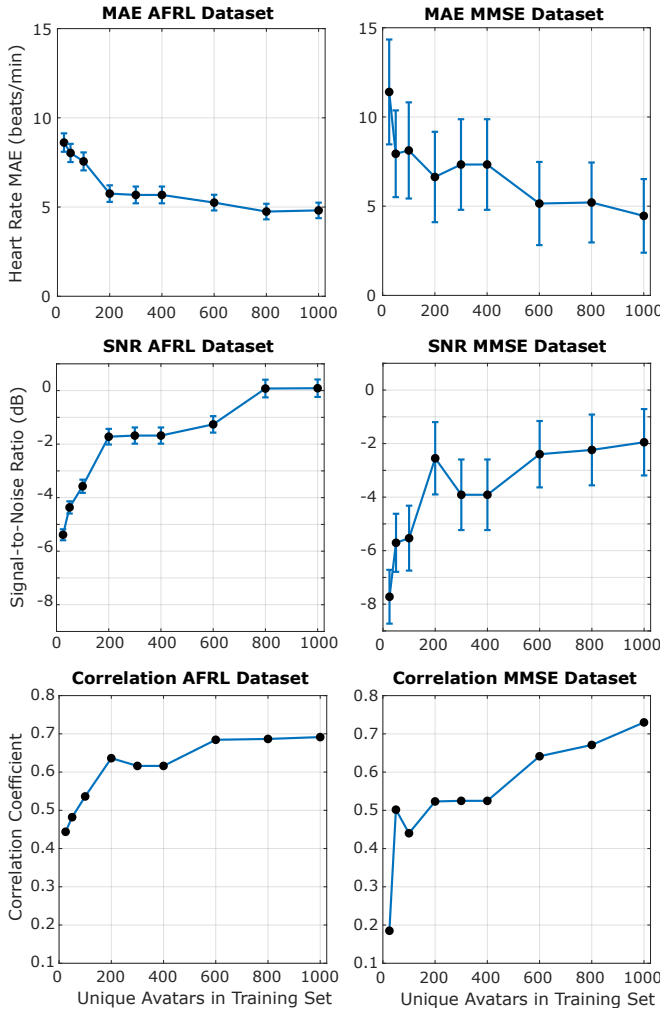 MAE AFRL Dataset
MAE MMSE Dataset
Heart Rate MAE (beats/min)
15
10
5
0
0 200 400 600 800 1000
15
10
5
0
0 200 400 600 800 1000
SNR AFRL Dataset
SNR MMSE Dataset
Signal-to-Noise Ratio (dB)
0
-2
-4
-6
-8
0 200 400 600 800 1000
0
-2
-4
-6
-8
0 200 400 600 800 1000
Correlation AFRL Dataset
Correlation MMSE Dataset
Correlation Coefficient
0.8
0.7
0.6
0.5
0.4
0.3
0.2
0.1
0 200 400 600 800 1000
Unique Avatars in Training Set
0.8
0.7
0.6
0.5
0.4
0.3
0.2
0.1
0 200 400 600 800 1000
Unique Avatars in Training Set